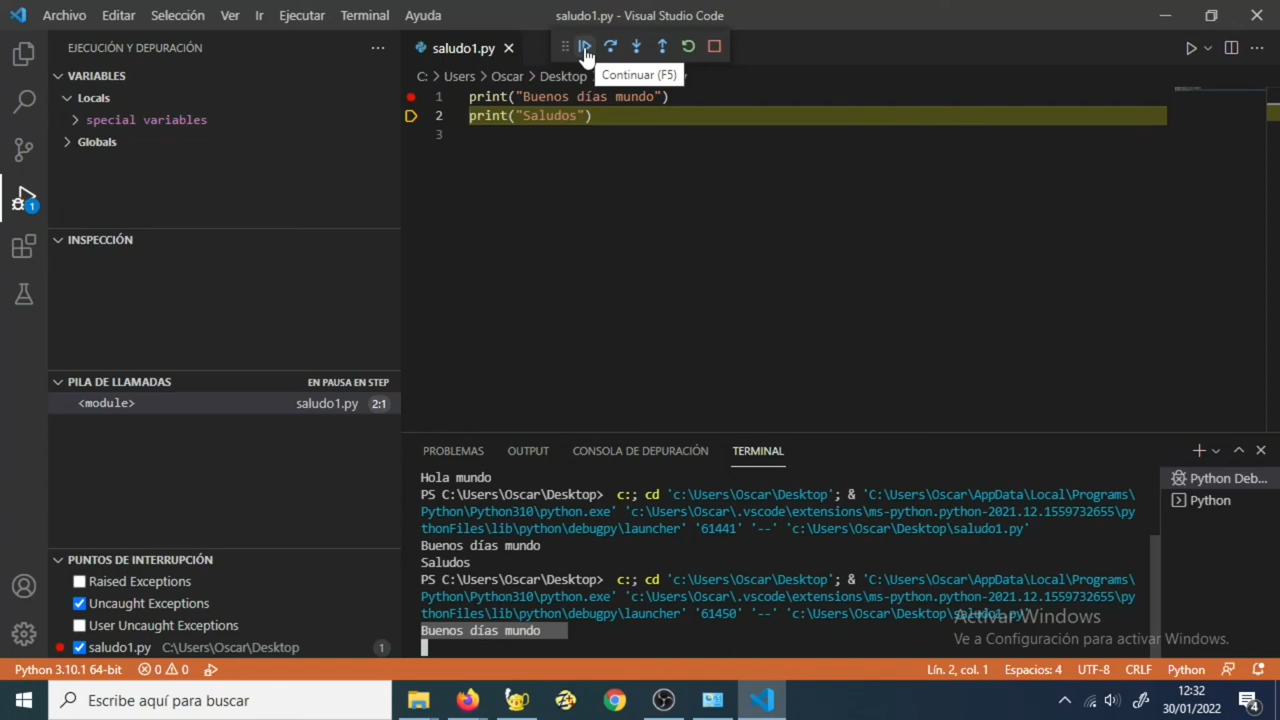 Archivo Editar Selección Ver Ir Ejecutar Terminal Ayuda
saludo1.py - Visual Studio Code
EJECUCIÓN Y DEPURACIÓN
VARIABLES
Locals
special variables
Globals
INSPECCIÓN
PILA DE LLAMADAS EN PAUSA EN STEP
<module> saludo1.py 2:1
PUNTOS DE INTERRUPCIÓN
Raised Exceptions
Uncaught Exceptions
User Uncaught Exceptions
saludo1.py C:\Users\Oscar\Desktop 1
1
saludo1.py
Continuar (F5)
C: > Users > Oscar > Desktop
1 print("Buenos días mundo")
2 print("Saludos")
3
PROBLEMAS OUTPUT CONSOLA DE DEPURACIÓN TERMINAL
Hola mundo
PS C:\Users\Oscar\Desktop> c:; cd 'c:\Users\Oscar\Desktop'; & 'C:\Users\Oscar\AppData\Local\Programs\
Python\Python310\python.exe' 'c:\Users\Oscar\.vscode\extensions\ms-python.python-2021.12.1559732655\py
thonFiles\lib\python\debugpy\launcher' '61441' '--' 'c:\Users\Oscar\Desktop\saludo1.py'
Buenos días mundo
Saludos
PS C:\Users\Oscar\Desktop> c:; cd 'c:\Users\Oscar\Desktop'; & 'C:\Users\Oscar\AppData\Local\Programs\
Python\Python310\python.exe' 'c:\Users\Oscar\.vscode\extensions\ms-python.python-2021.12.1559732655\py
thonFiles\lib\python\debugpy\launcher' '61450' '--' 'c:\Users\Oscar\Desktop\saludo1.py'
Buenos días mundo
Python Deb...
Python
Activar Windows
Ve a Configuración para activar Windows.
Python 3.10.1 64-bit 0 0 Lín. 2, col. 1 Espacios: 4 UTF-8 CRLF Python
Escribe aquí para buscar
12:32
30/01/2022
4